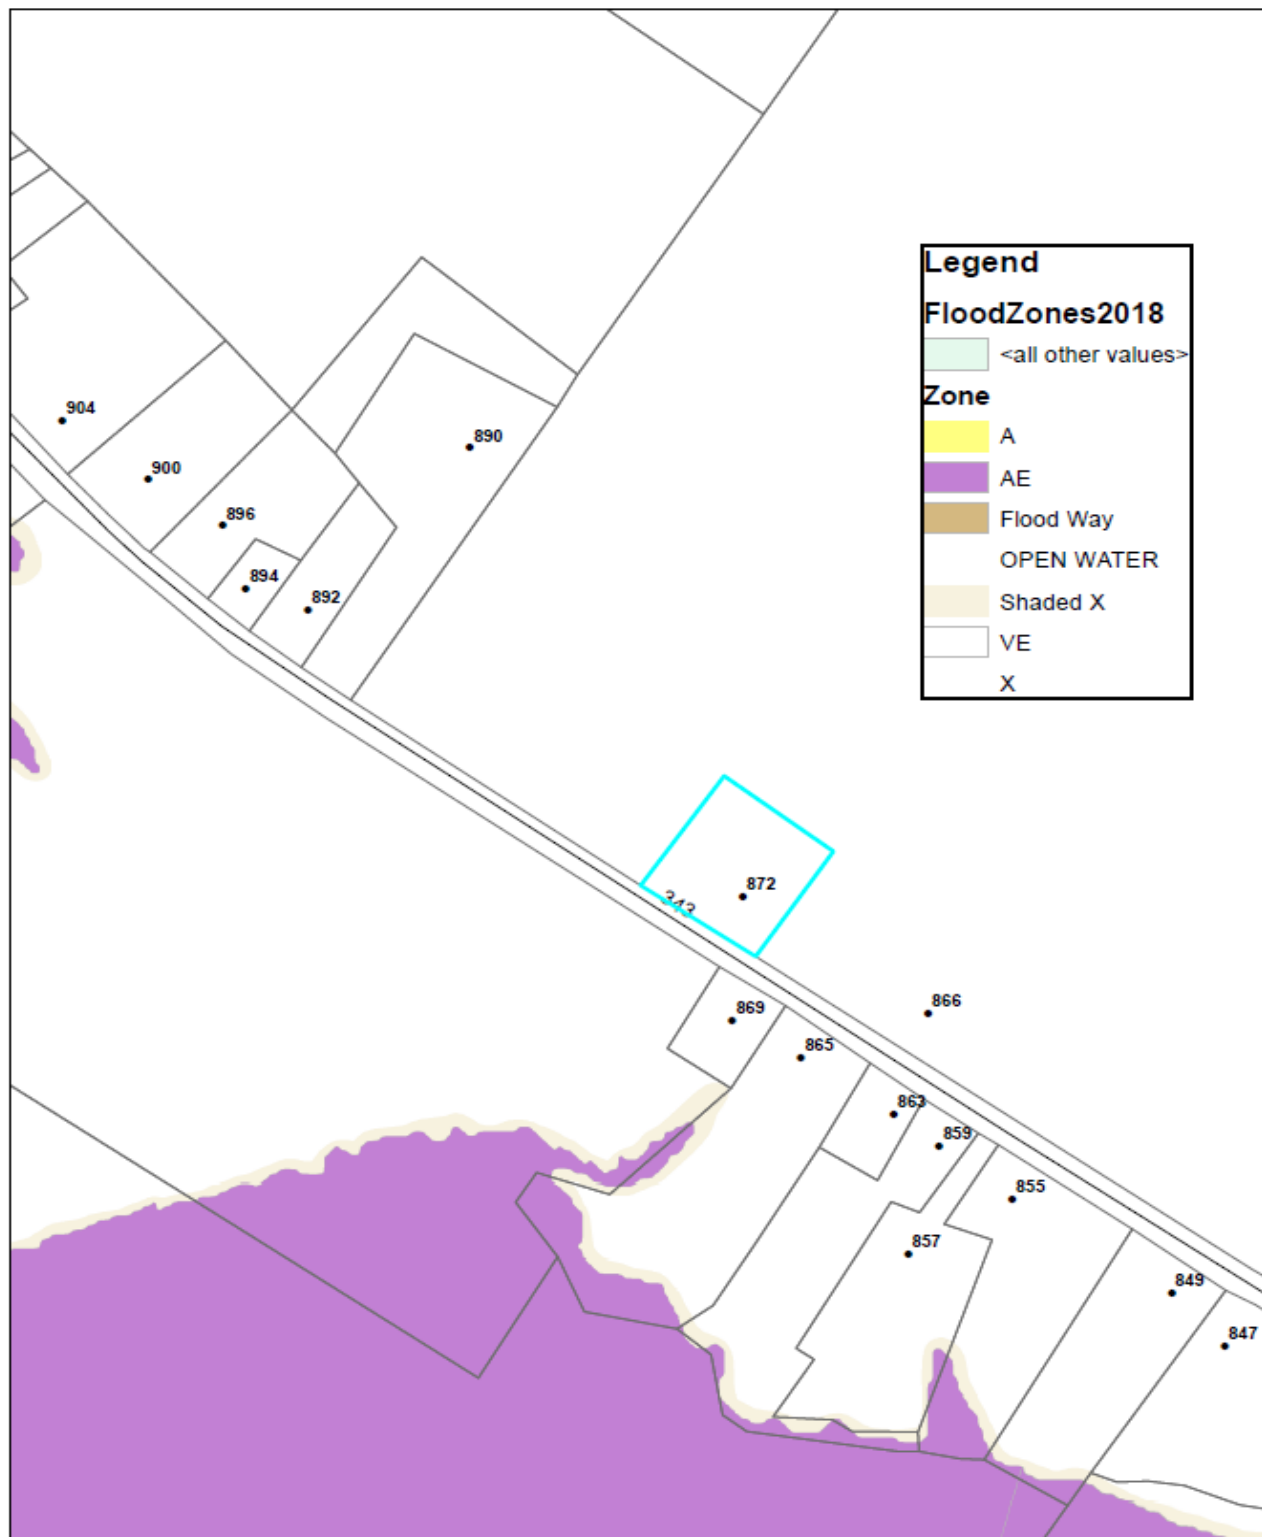 Legend
FloodZones2018
<all other values>
Zone
A
AE
Flood Way
OPEN WATER
Shaded X
VE
X
904
900
890
896
894
892
872
343
869
866
865
863
859
855
857
849
847